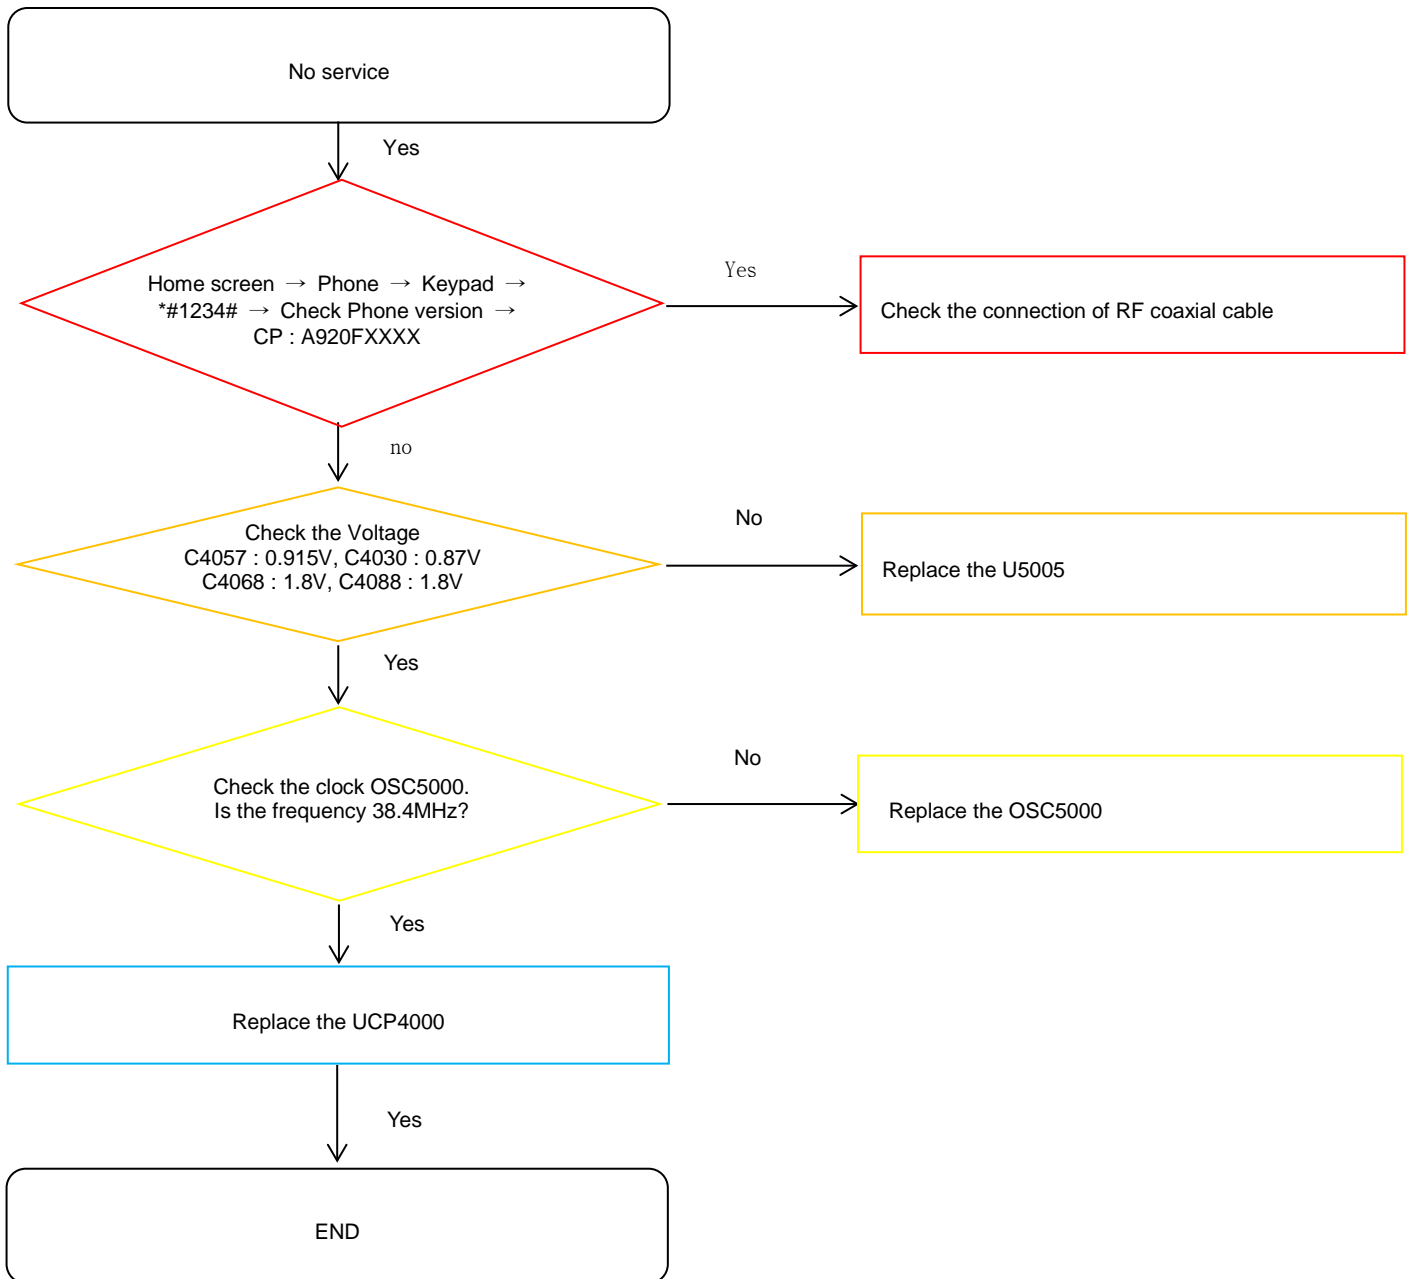 No service
Yes
Home screen → Phone → Keypad →
*#1234# → Check Phone version →
CP : A920FXXXX
Yes
Check the connection of RF coaxial cable
no
Check the Voltage
C4057 : 0.915V, C4030 : 0.87V
C4068 : 1.8V, C4088 : 1.8V
No
Replace the U5005
Yes
Check the clock OSC5000.
Is the frequency 38.4MHz?
No
Replace the OSC5000
Yes
Replace the UCP4000
Yes
END